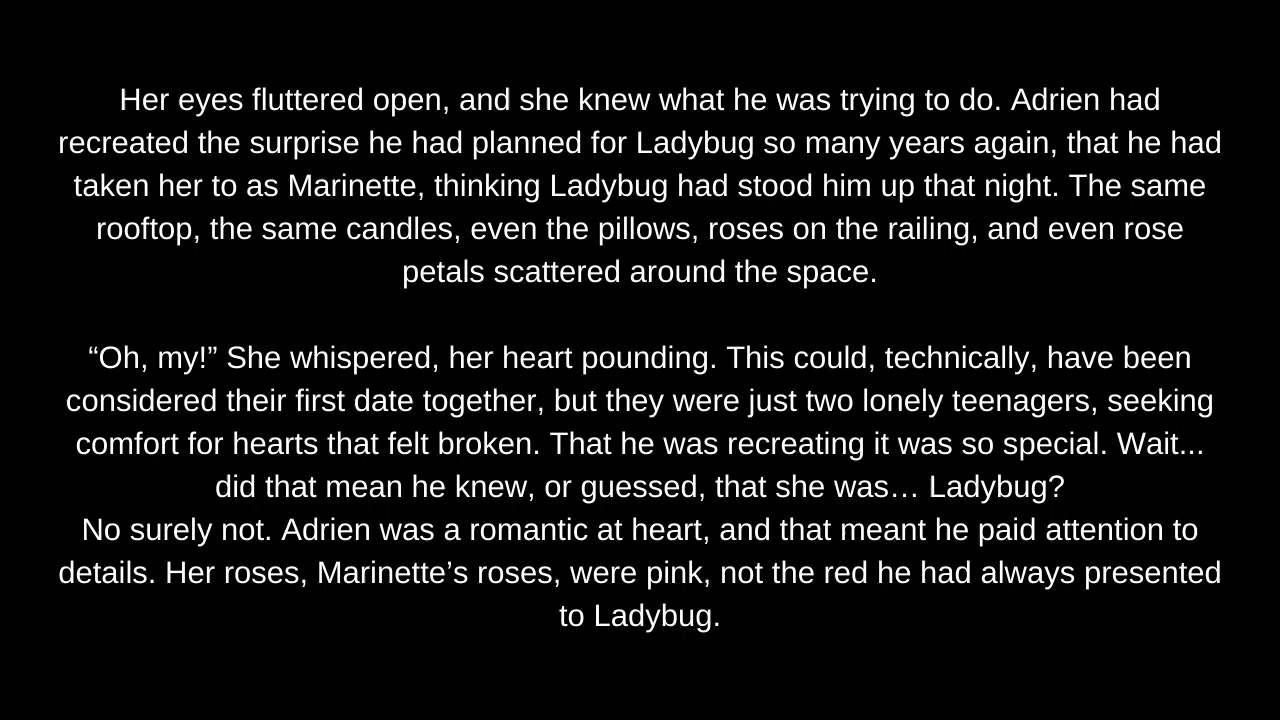 Her eyes fluttered open, and she knew what he was trying to do. Adrien had
recreated the surprise he had planned for Ladybug so many years again, that he had
taken her to as Marinette, thinking Ladybug had stood him up that night. The same
rooftop, the same candles, even the pillows, roses on the railing, and even rose
petals scattered around the space.
“Oh, my!” She whispered, her heart pounding. This could, technically, have been
considered their first date together, but they were just two lonely teenagers, seeking
comfort for hearts that felt broken. That he was recreating it was so special. Wait...
did that mean he knew, or guessed, that she was… Ladybug?
No surely not. Adrien was a romantic at heart, and that meant he paid attention to
details. Her roses, Marinette’s roses, were pink, not the red he had always presented
to Ladybug.